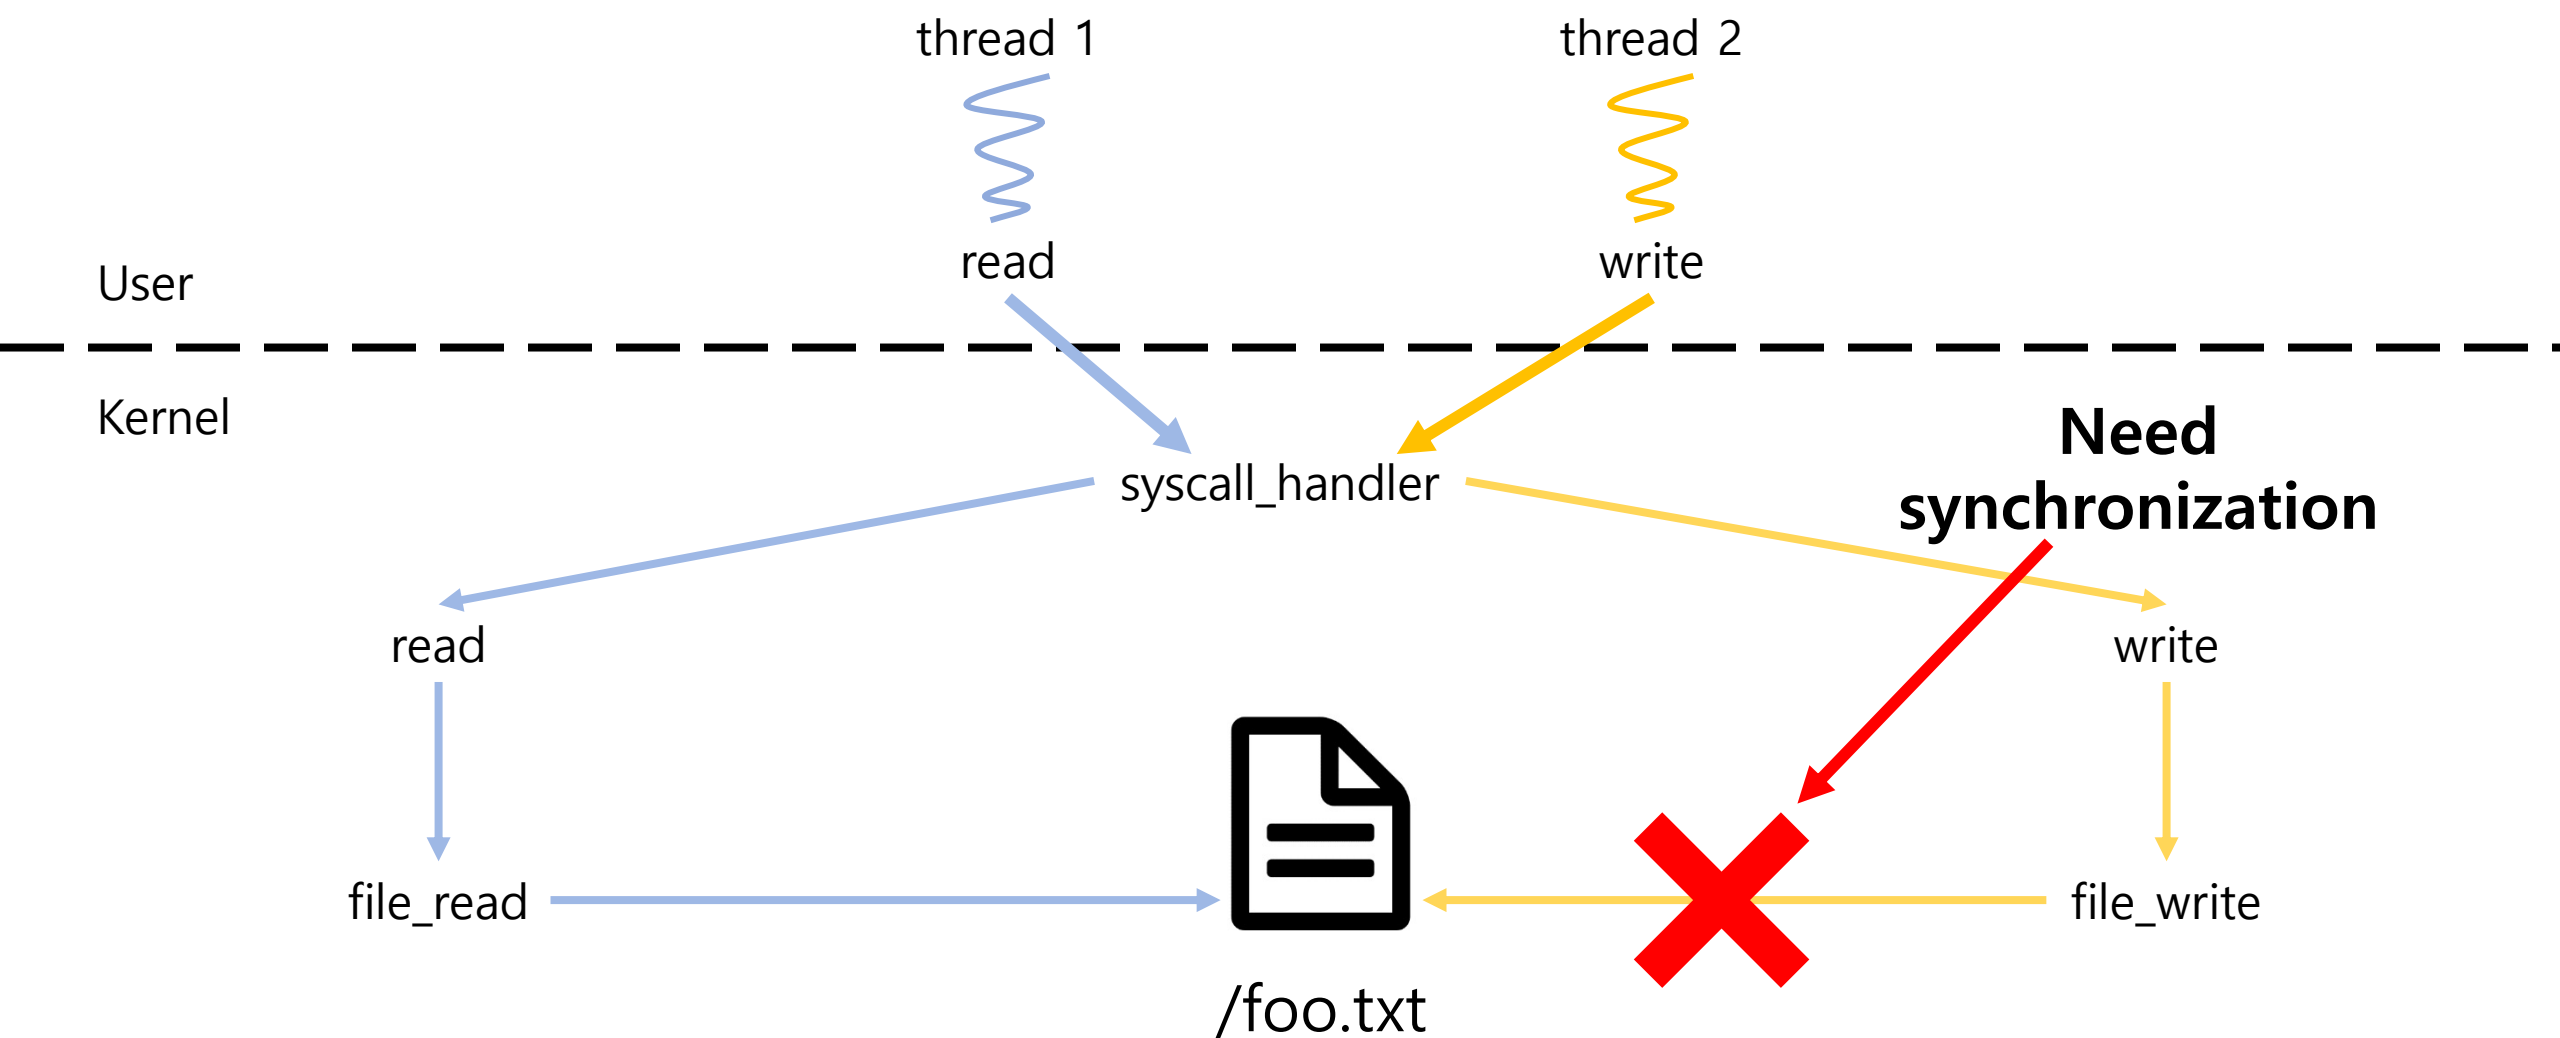 thread 1
thread 2
read
write
User
Kernel
Need
synchronization
syscall_handler
read
write
file_read
file_write
/foo.txt